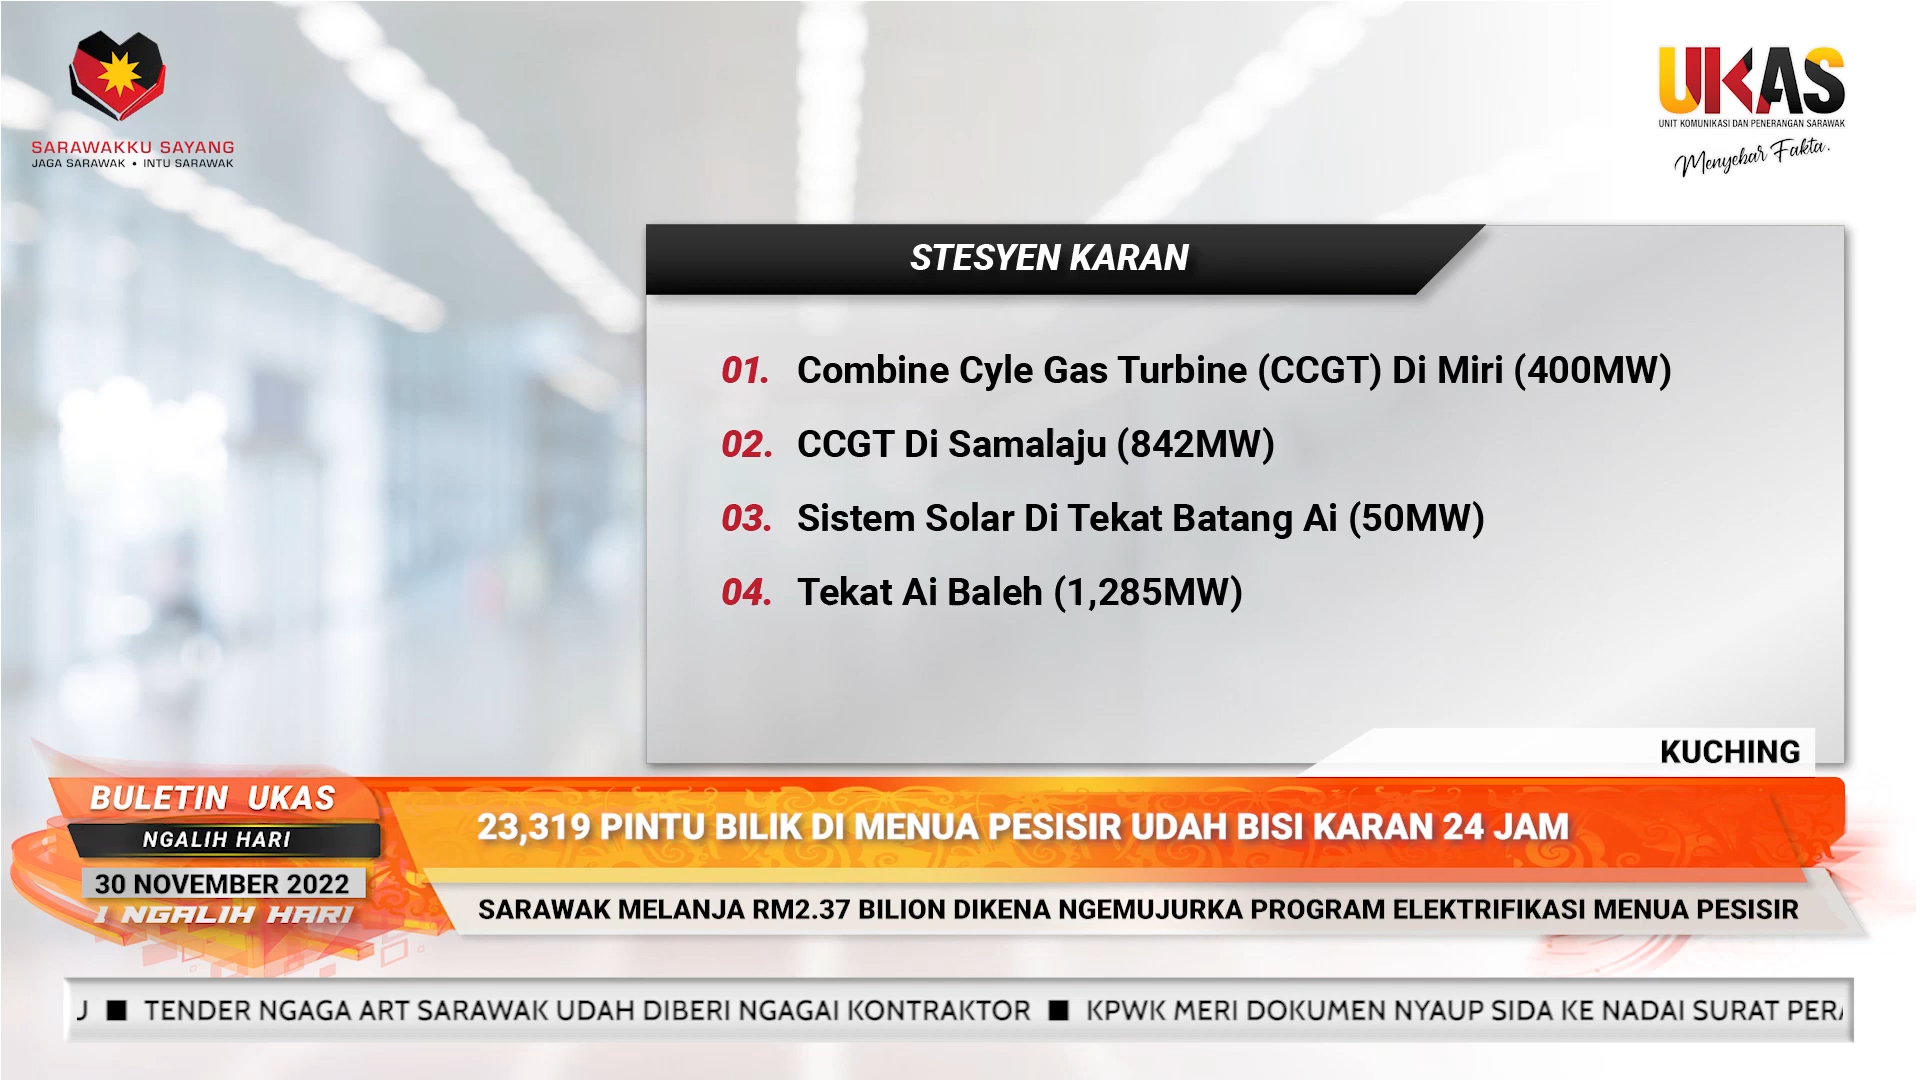 SARAWAKKU SAYANG
JAGA SARAWAK • INTU SARAWAK
UKAS
UNIT KOMUNIKASI DAN PENERANGAN SARAWAK
Menyebar Fakta.
STESYEN KARAN
01. Combine Cyle Gas Turbine (CCGT) Di Miri (400MW)
02. CCGT Di Samalaju (842MW)
03. Sistem Solar Di Tekat Batang Ai (50MW)
04. Tekat Ai Baleh (1,285MW)
KUCHING
BULETIN UKAS
NGALIH HARI
30 NOVEMBER 2022
I NGALIH HARI
23,319 PINTU BILIK DI MENUA PESISIR UDAH BISI KARAN 24 JAM
SARAWAK MELANJA RM2.37 BILION DIKENA NGEMUJURKA PROGRAM ELEKTRIFIKASI MENUA PESISIR
■ TENDER NGAGA ART SARAWAK UDAH DIBERI NGAGAI KONTRAKTOR ■ KPWK MERI DOKUMEN NYAUP SIDA KE NADAI SURAT